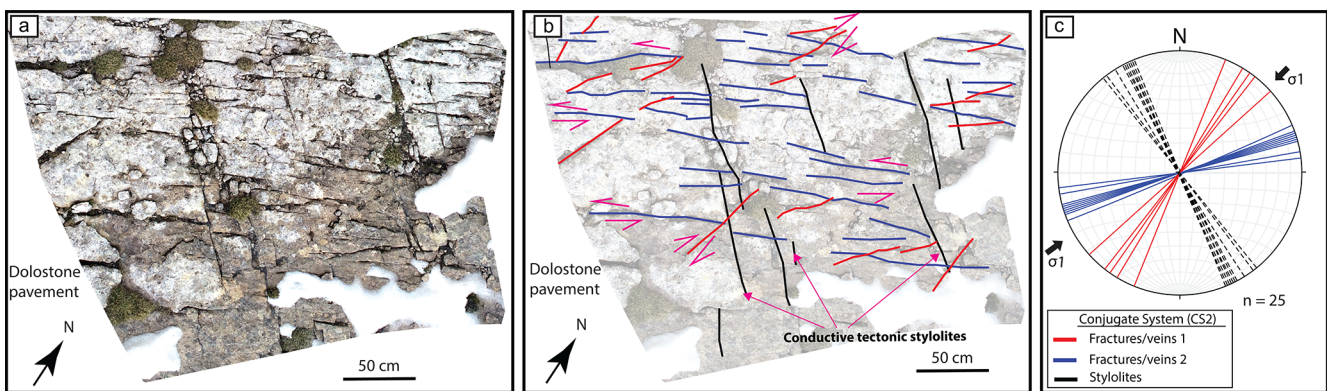 a
Dolostone
pavement
N
50 cm
b
Dolostone
pavement
N
Conductive tectonic stylolites
50 cm
c
N
σ1
σ1
n = 25
Conjugate System (CS2)
Fractures/veins 1
Fractures/veins 2
Stylolites